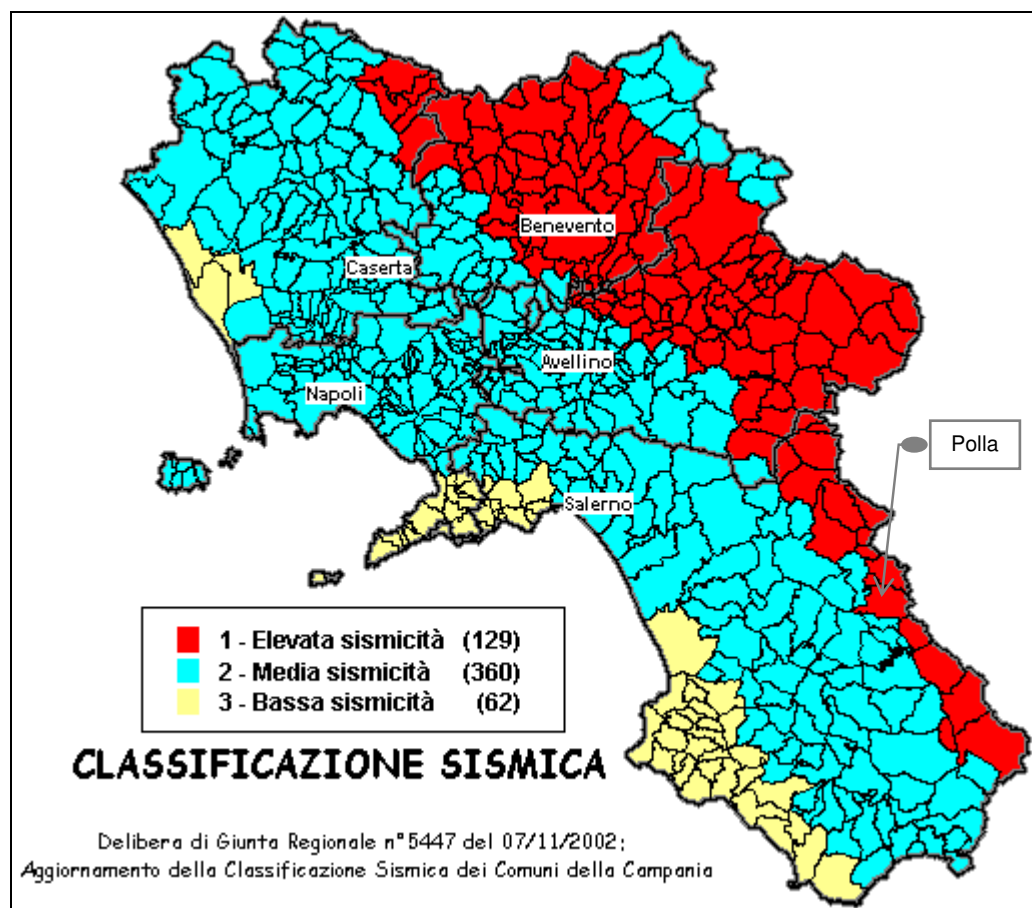 Benevento
Caserta
Avellino
Napoli
Polla
Salerno
1 - Elevata sismicità (129)
2 - Media sismicità (360)
3 - Bassa sismicità (62)
CLASSIFICAZIONE SISMICA
Delibera di Giunta Regionale n°5447 del 07/11/2002;
Aggiornamento della Classificazione Sismica dei Comuni della Campania